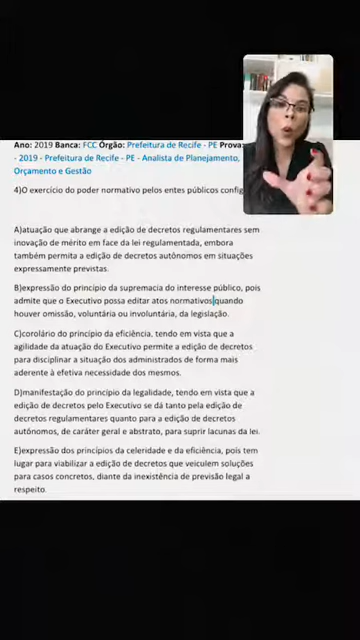 Ano: 2019 Banca: FCC Órgão: Prefeitura de Recife - PE Prova:
- 2019 - Prefeitura de Recife - PE - Analista de Planejamento,
Orçamento e Gestão
4)O exercício do poder normativo pelos entes públicos
A)atuação que abrange a edição de decretos regulamentares sem
inovação de mérito em face da lei regulamentada, embora
também permita a edição de decretos autônomos em situações
expressamente previstas.
B)expressão do princípio da supremacia do interesse público, pois
admite que o Executivo possa editar atos normativos quando
houver omissão, voluntária ou involuntária, da legislação.
C)corolário do princípio da eficiência, tendo em vista que a
agilidade da atuação do Executivo permite a edição de decretos
para disciplinar a situação dos administrados de forma mais
aderente à efetiva necessidade dos mesmos.
D)manifestação do princípio da legalidade, tendo em vista que a
edição de decretos pelo Executivo se dá tanto pela edição de
decretos regulamentares quanto para a edição de decretos
autônomos, de caráter geral e abstrato, para suprir lacunas da lei.
E)expressão dos princípios da celeridade e da eficiência, pois tem
lugar para viabilizar a edição de decretos que veiculem soluções
para casos concretos, diante da inexistência de previsão legal a
respeito.